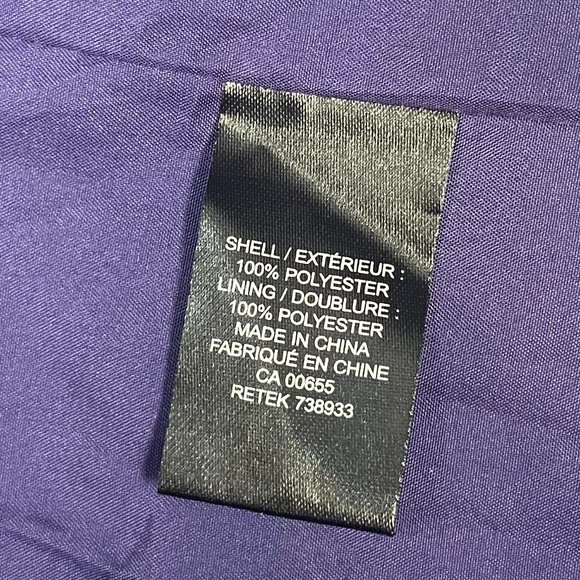 SHELL / EXTÉRIEUR :
100% POLYESTER
LINING / DOUBLURE :
100% POLYESTER
MADE IN CHINA
FABRIQUÉ EN CHINE
CA 00655
RETEK 738933